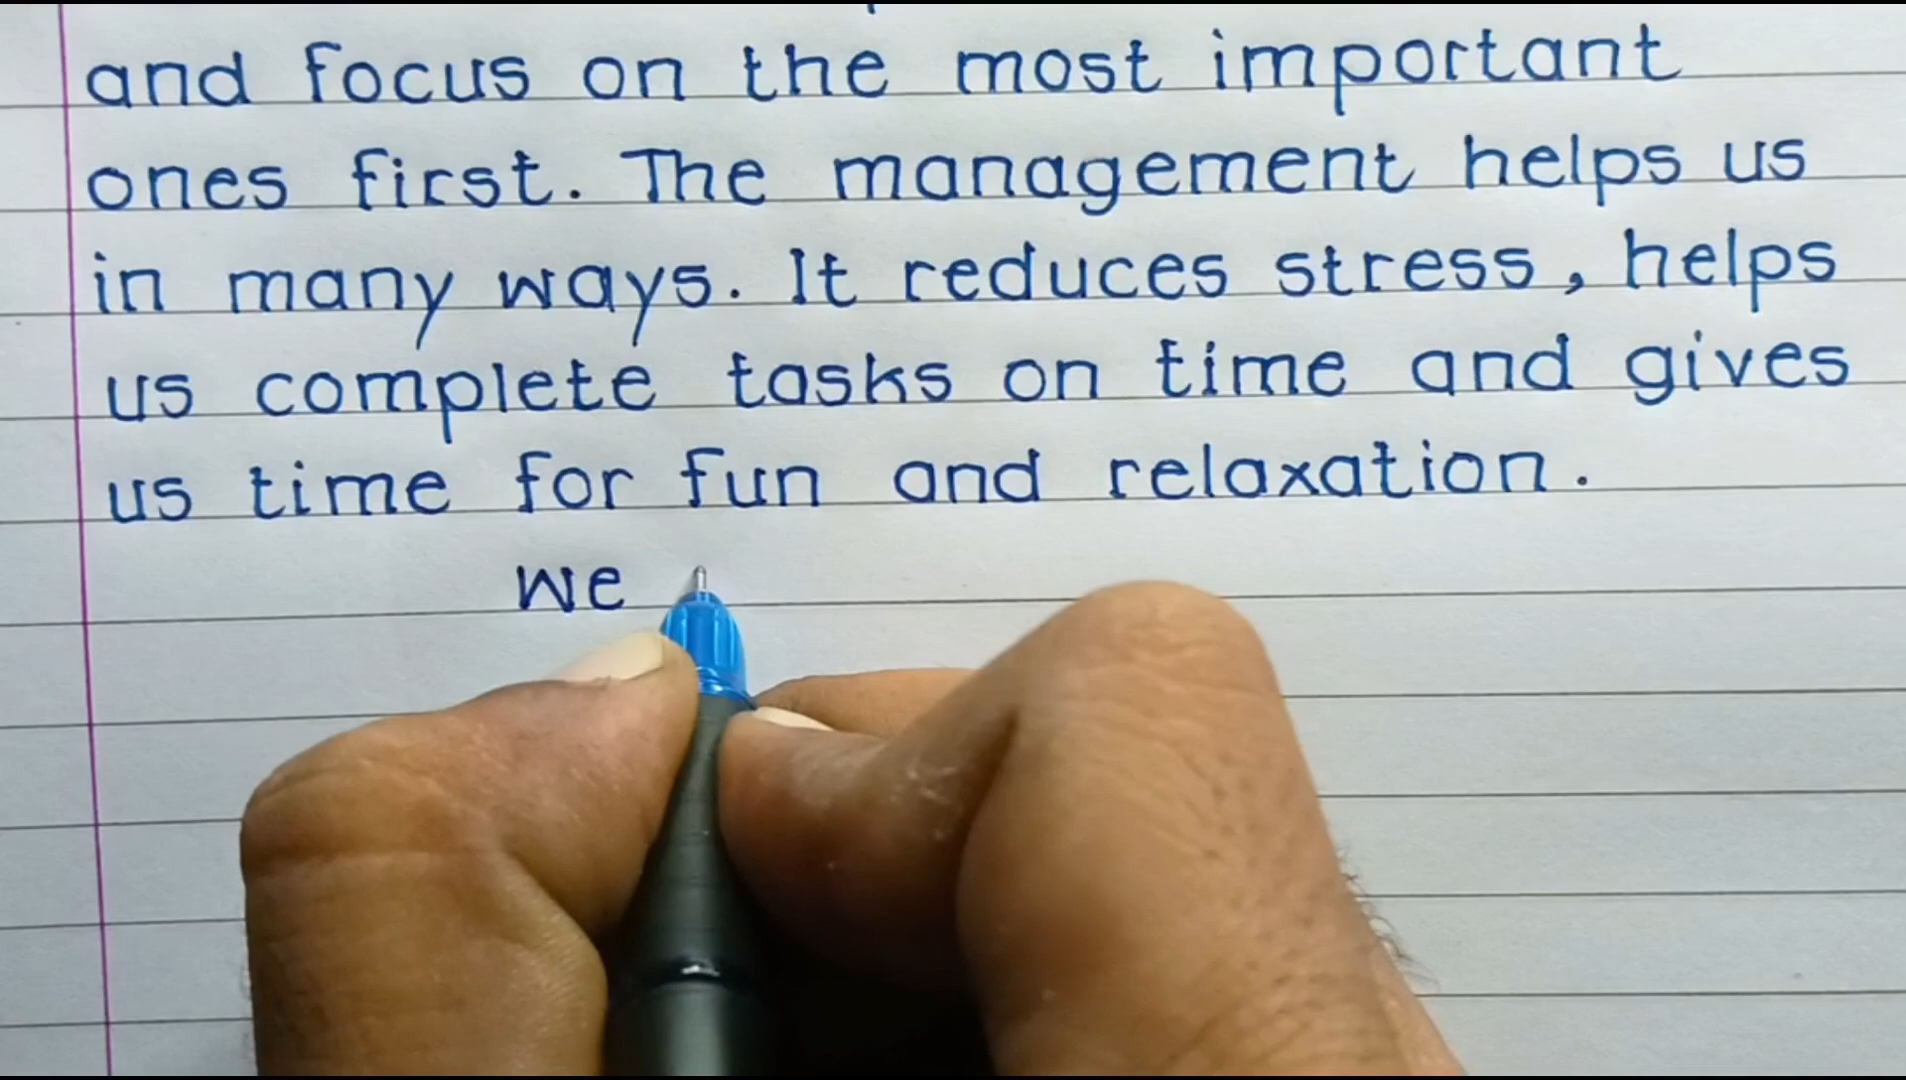 and focus on the most important
ones first. The management helps us
in many ways. It reduces stress, helps
us complete tasks on time and gives
us time for fun and relaxation.
We